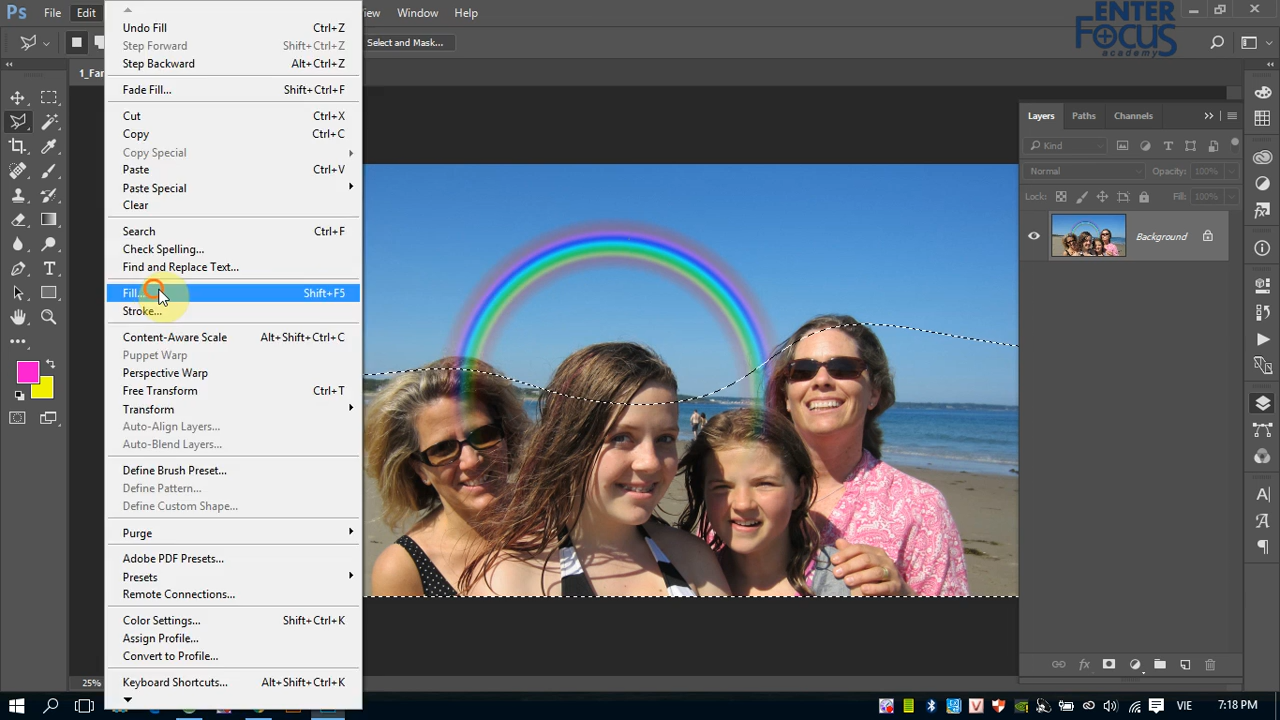 ENTER
FOCUS
academy
Ps File Edit View Window Help
Select and Mask...
Undo Fill Ctrl+Z
Step Forward Shift+Ctrl+Z
Step Backward Alt+Ctrl+Z
Fade Fill... Shift+Ctrl+F
Cut Ctrl+X
Copy Ctrl+C
Copy Special
Paste Ctrl+V
Paste Special
Clear
Search Ctrl+F
Check Spelling...
Find and Replace Text...
Fill... Shift+F5
Stroke...
Content-Aware Scale Alt+Shift+Ctrl+C
Puppet Warp
Perspective Warp
Free Transform Ctrl+T
Transform
Auto-Align Layers...
Auto-Blend Layers...
Define Brush Preset...
Define Pattern...
Define Custom Shape...
Purge
Adobe PDF Presets...
Presets
Remote Connections...
Color Settings... Shift+Ctrl+K
Assign Profile...
Convert to Profile...
Keyboard Shortcuts... Alt+Shift+Ctrl+K
Layers Paths Channels
Kind
Normal Opacity: 100%
Lock: Fill: 100%
Background
25%
VIE 7:18 PM